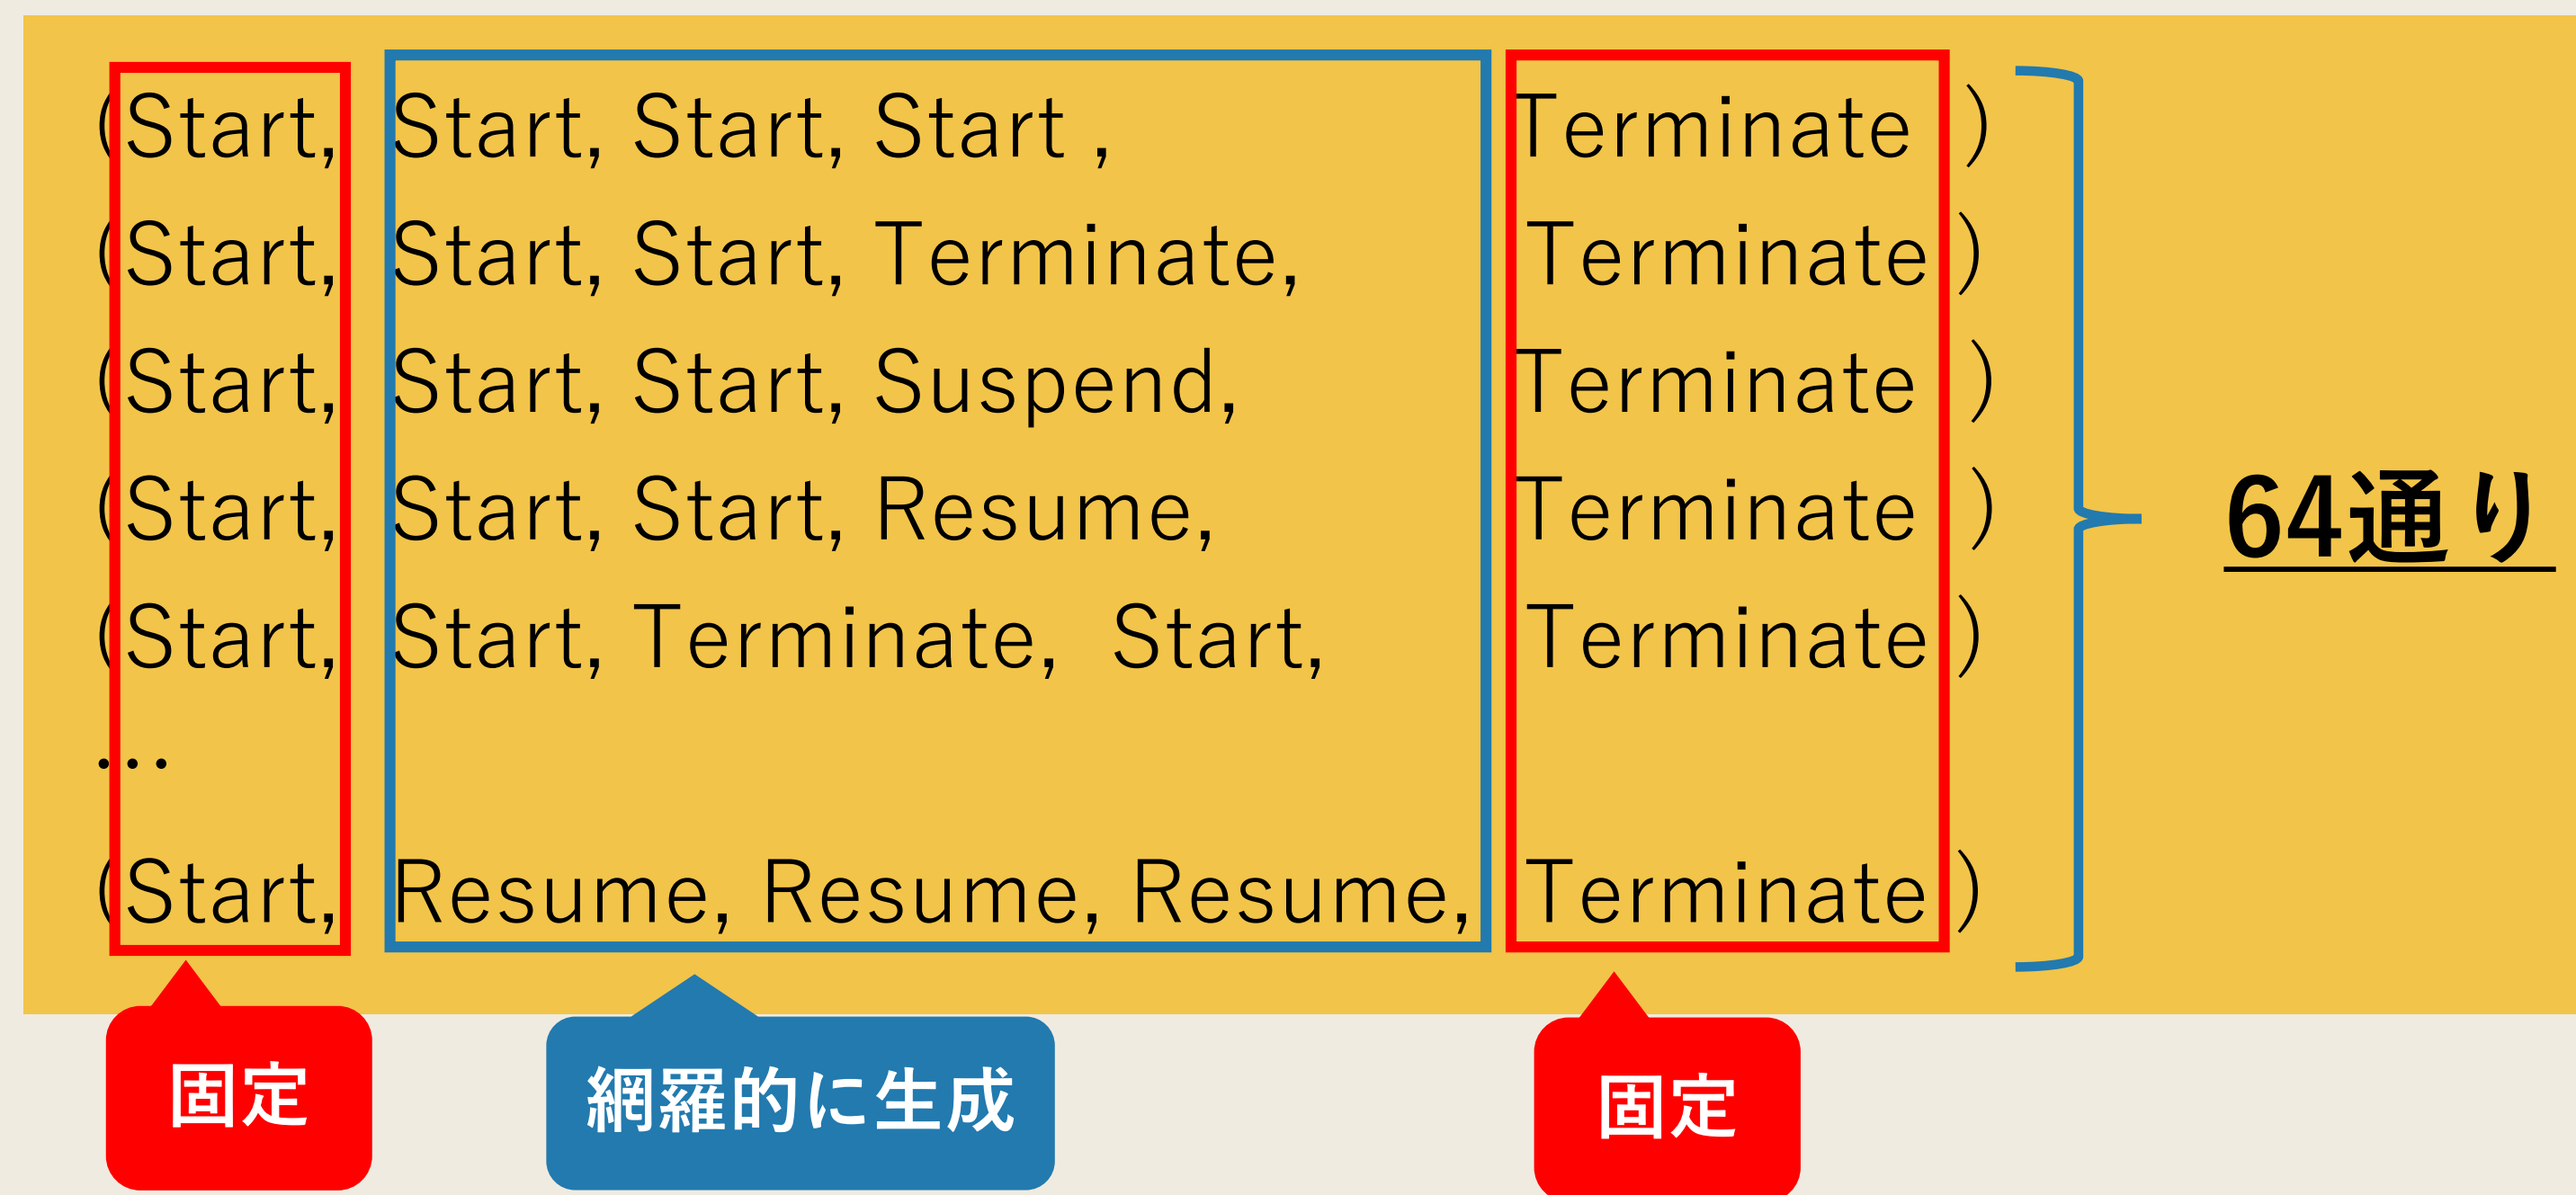 (Start, Start, Start, Start , Terminate )
(Start, Start, Start, Terminate, Terminate )
(Start, Start, Start, Suspend, Terminate )
(Start, Start, Start, Resume, Terminate )
(Start, Start, Terminate, Start, Terminate )
…
(Start, Resume, Resume, Resume, Terminate )
64通り
固定
網羅的に生成
固定